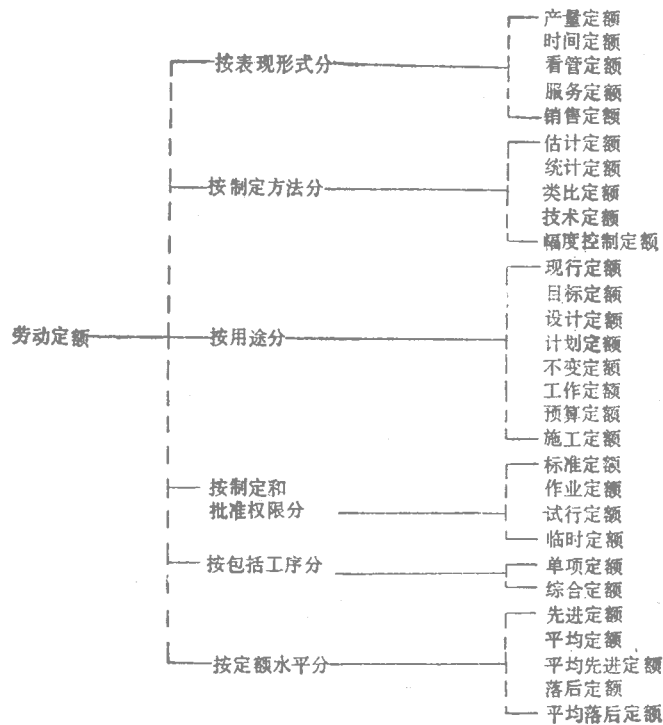 劳动定额
按表现形式分
产量定额
时间定额
看管定额
服务定额
销售定额
按制定方法分
估计定额
统计定额
类比定额
技术定额
幅度控制定额
按用途分
现行定额
目标定额
设计定额
计划定额
不变定额
工作定额
预算定额
施工定额
按制定和
批准权限分
标准定额
作业定额
试行定额
临时定额
按包括工序分
单项定额
综合定额
按定额水平分
先进定额
平均定额
平均先进定额
落后定额
平均落后定额